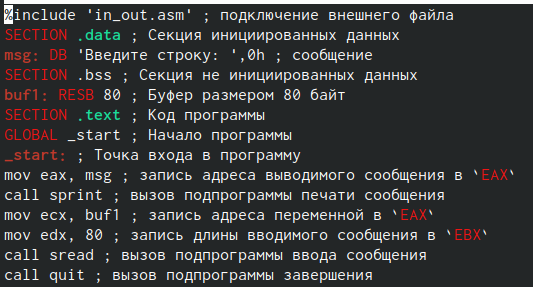 %include 'in_out.asm' ; подключение внешнего файла
SECTION .data ; Секция инициированных данных
msg: DB 'Введите строку: ',0h ; сообщение
SECTION .bss ; Секция не инициированных данных
buf1: RESB 80 ; Буфер размером 80 байт
SECTION .text ; Код программы
GLOBAL _start ; Начало программы
_start: ; Точка входа в программу
mov eax, msg ; запись адреса выводимого сообщения в `EAX`
call sprint ; вызов подпрограммы печати сообщения
mov ecx, buf1 ; запись адреса переменной в `EAX`
mov edx, 80 ; запись длины вводимого сообщения в `EBX`
call sread ; вызов подпрограммы ввода сообщения
call quit ; вызов подпрограммы завершения